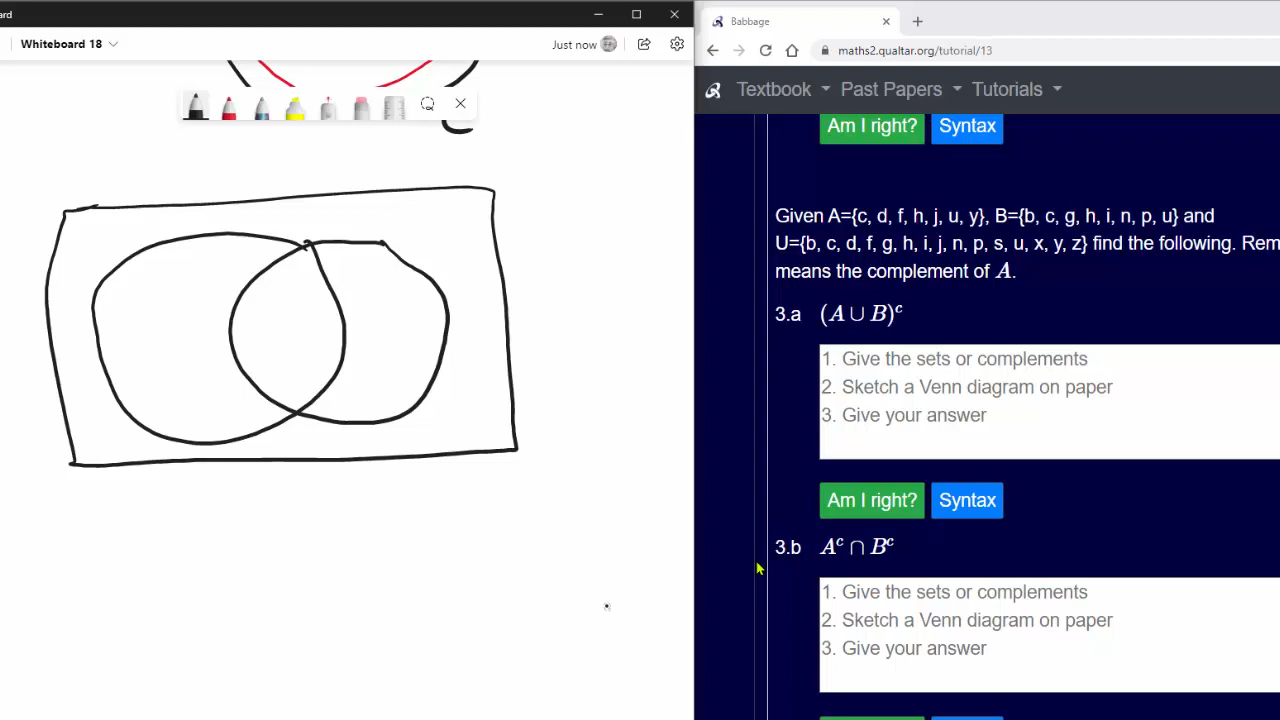 ard
Whiteboard 18
Just now
Babbage
maths2.qualtar.org/tutorial/13
Textbook
Past Papers
Tutorials
Am I right?
Syntax
Given A={c, d, f, h, j, u, y}, B={b, c, g, h, i, n, p, u} and
U={b, c, d, f, g, h, i, j, n, p, s, u, x, y, z} find the following. Rem
means the complement of A.
3.a (A ∪ B)ᶜ
1. Give the sets or complements
2. Sketch a Venn diagram on paper
3. Give your answer
Am I right?
Syntax
3.b Aᶜ ∩ Bᶜ
1. Give the sets or complements
2. Sketch a Venn diagram on paper
3. Give your answer